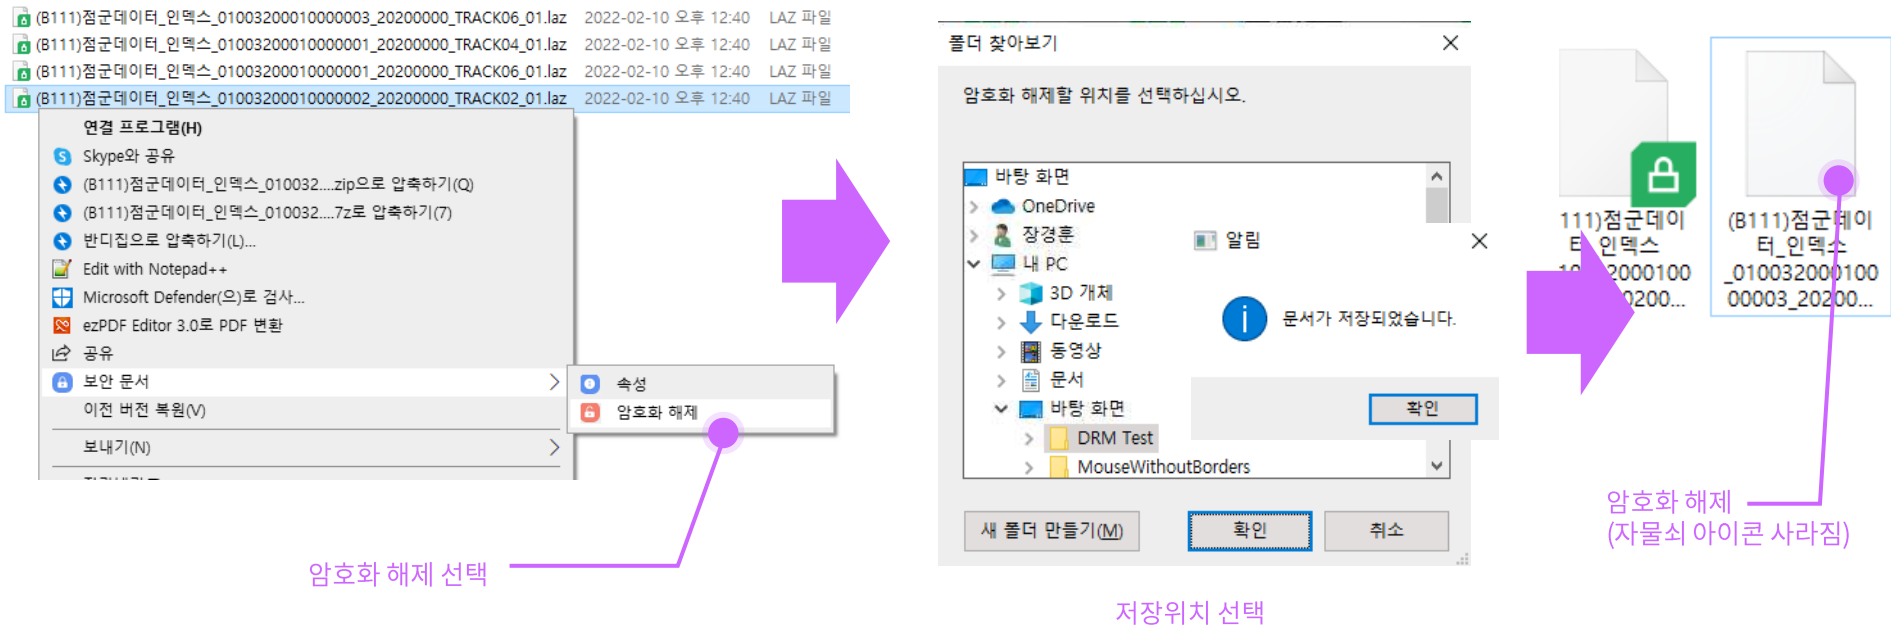 (B111)점군데이터_인덱스_01003200010000003_20200000_TRACK06_01.laz 2022-02-10 오후 12:40 LAZ 파일
(B111)점군데이터_인덱스_01003200010000001_20200000_TRACK04_01.laz 2022-02-10 오후 12:40 LAZ 파일
(B111)점군데이터_인덱스_01003200010000001_20200000_TRACK06_01.laz 2022-02-10 오후 12:40 LAZ 파일
(B111)점군데이터_인덱스_01003200010000002_20200000_TRACK02_01.laz 2022-02-10 오후 12:40 LAZ 파일
연결 프로그램(H)
Skype와 공유
(B111)점군데이터_인덱스_010032....zip으로 압축하기(Q)
(B111)점군데이터_인덱스_010032....7z로 압축하기(7)
반디집으로 압축하기(L)...
Edit with Notepad++
Microsoft Defender(으)로 검사...
ezPDF Editor 3.0로 PDF 변환
공유
보안 문서
이전 버전 복원(V)
보내기(N)
속성
암호화 해제
암호화 해제 선택
폴더 찾아보기
암호화 해제할 위치를 선택하십시오.
바탕 화면
OneDrive
장경훈
내 PC
3D 개체
다운로드
동영상
문서
바탕 화면
DRM Test
MouseWithoutBorders
새 폴더 만들기(M)
확인
취소
알림
문서가 저장되었습니다.
확인
저장위치 선택
111)점군데이
터_인덱스
2000100
0200...
(B111)점군데이
터_인덱스
_010032000100
00003_20200...
암호화 해제
(자물쇠 아이콘 사라짐)